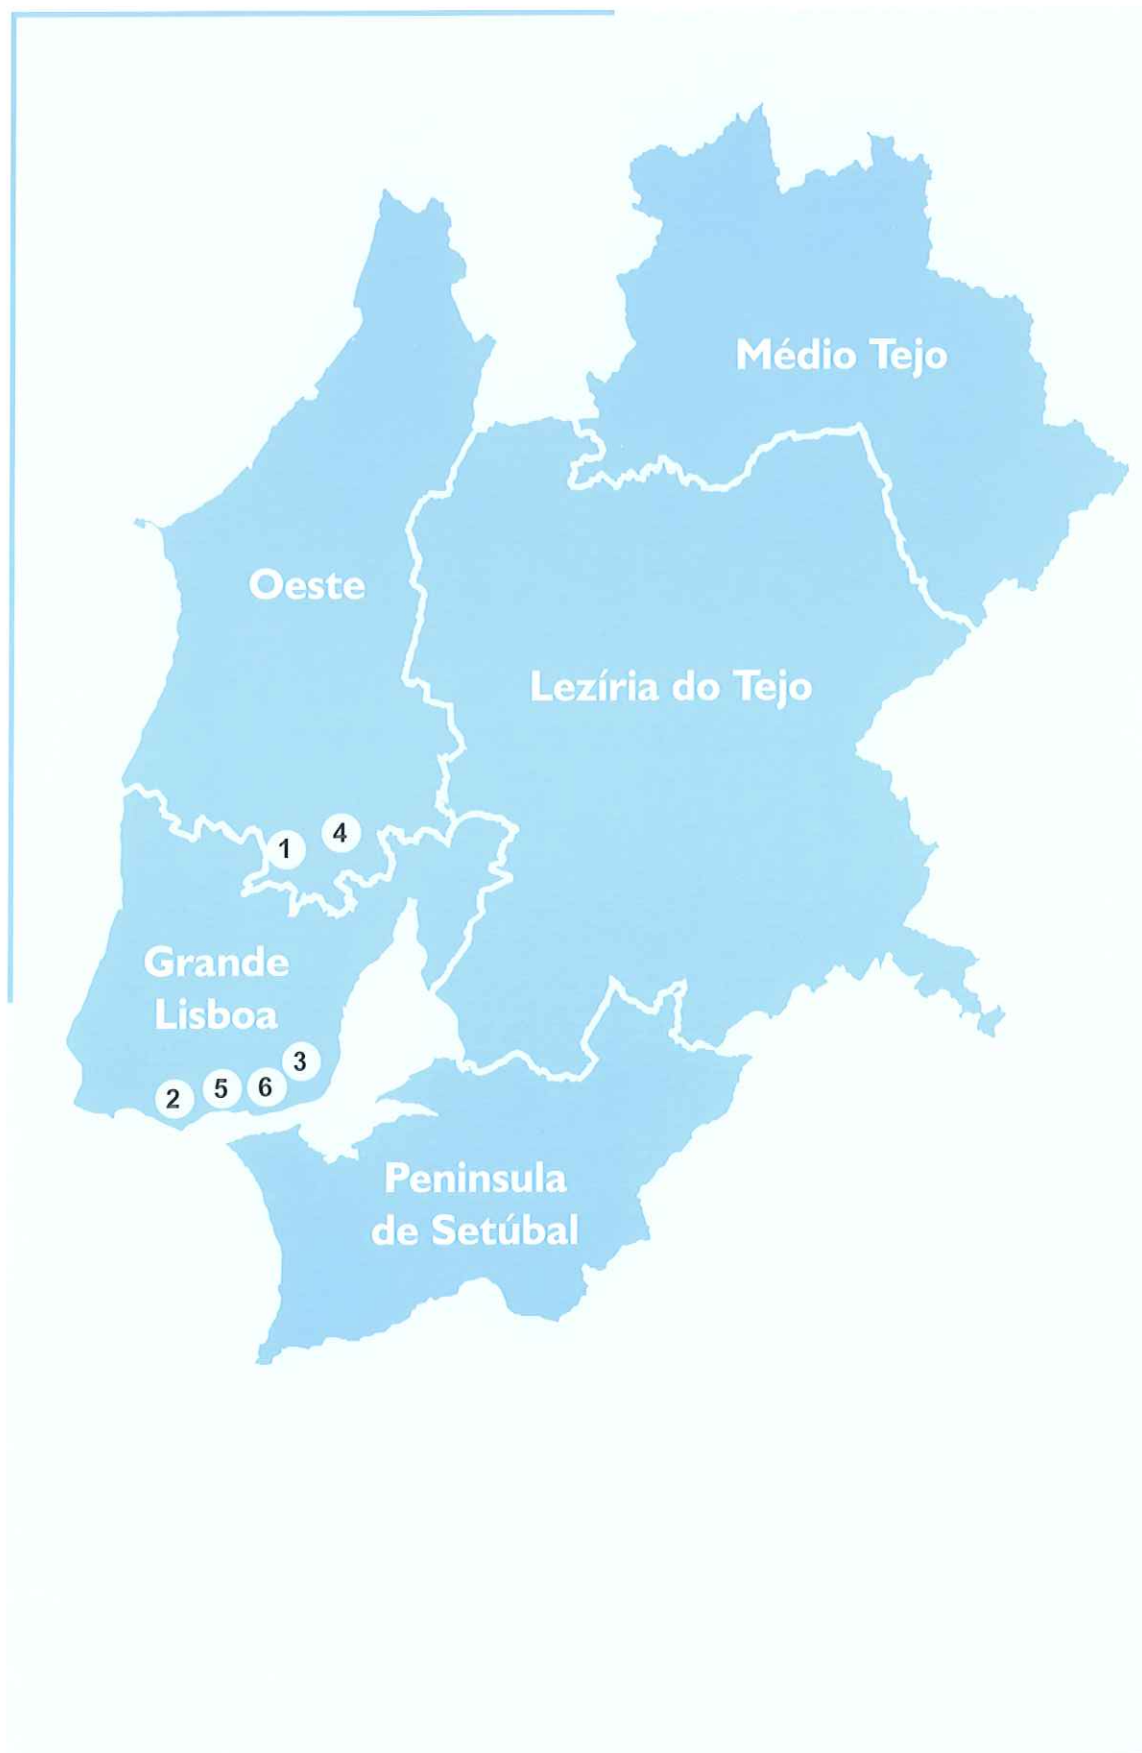 Médio Tejo
Oeste
Lezíria do Tejo
1
4
Grande
Lisboa
3
2
5
6
Peninsula
de Setúbal